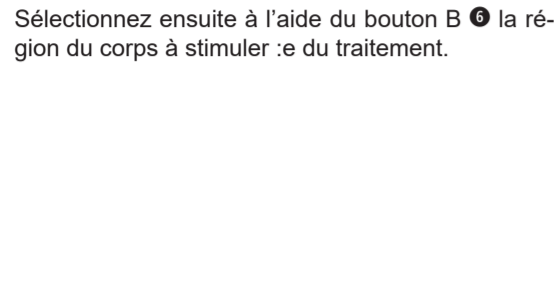 Sélectionnez ensuite à l’aide du bouton B ❻ la ré-
gion du corps à stimuler :e du traitement.